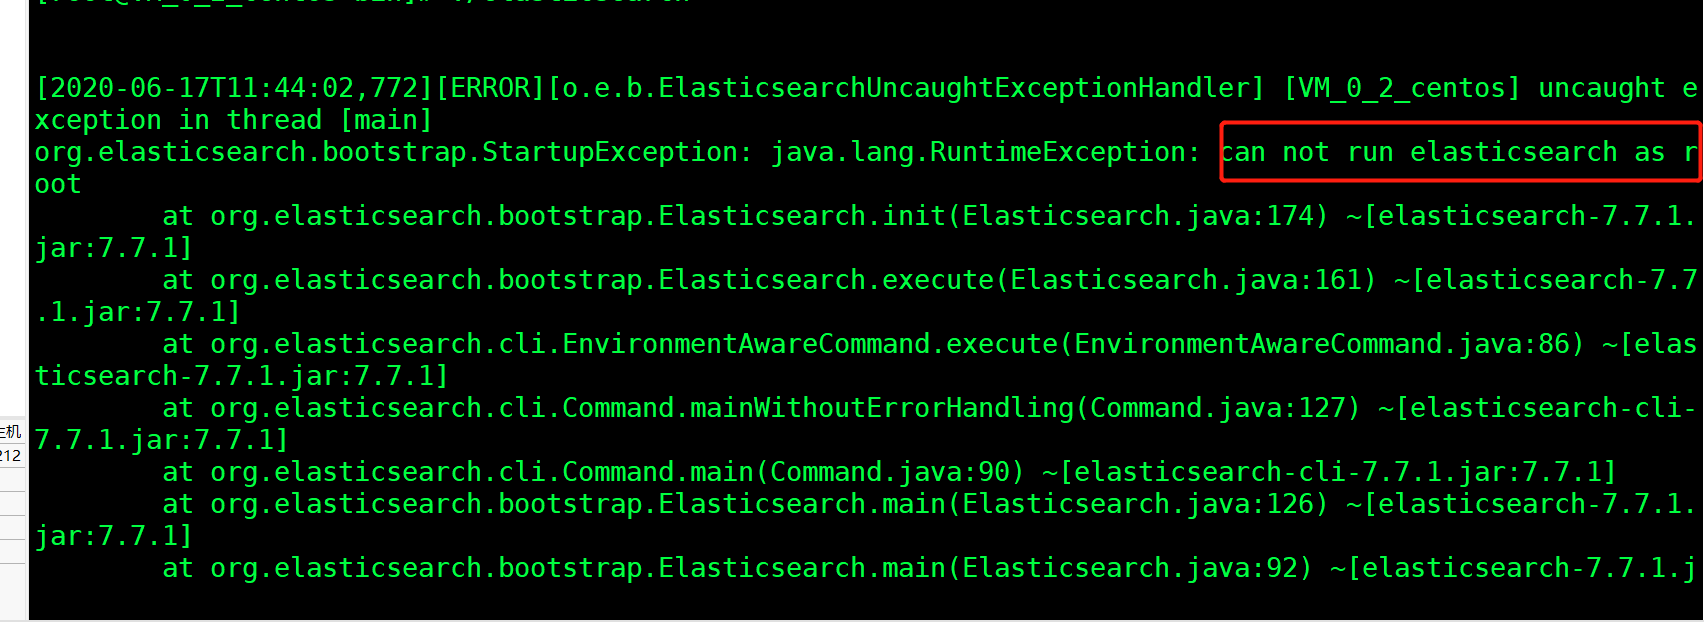 [2020-06-17T11:44:02,772][ERROR][o.e.b.ElasticsearchUncaughtExceptionHandler] [VM_0_2_centos] uncaught e
xception in thread [main]
org.elasticsearch.bootstrap.StartupException: java.lang.RuntimeException: can not run elasticsearch as r
oot
at org.elasticsearch.bootstrap.Elasticsearch.init(Elasticsearch.java:174) ~[elasticsearch-7.7.1.
jar:7.7.1]
at org.elasticsearch.bootstrap.Elasticsearch.execute(Elasticsearch.java:161) ~[elasticsearch-7.7
.1.jar:7.7.1]
at org.elasticsearch.cli.EnvironmentAwareCommand.execute(EnvironmentAwareCommand.java:86) ~[elas
ticsearch-7.7.1.jar:7.7.1]
at org.elasticsearch.cli.Command.mainWithoutErrorHandling(Command.java:127) ~[elasticsearch-cli-
7.7.1.jar:7.7.1]
at org.elasticsearch.cli.Command.main(Command.java:90) ~[elasticsearch-cli-7.7.1.jar:7.7.1]
at org.elasticsearch.bootstrap.Elasticsearch.main(Elasticsearch.java:126) ~[elasticsearch-7.7.1.
jar:7.7.1]
at org.elasticsearch.bootstrap.Elasticsearch.main(Elasticsearch.java:92) ~[elasticsearch-7.7.1.j
机
212